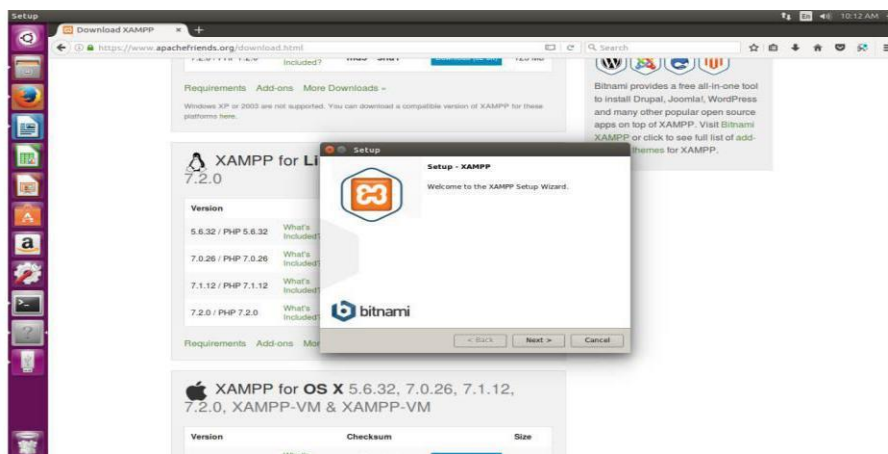 Setup
En 10:12 AM
Download XAMPP
https://www.apachefriends.org/download.html
Search
included?
Requirements Add-ons More Downloads »
Windows XP or 2003 are not supported. You can download a compatible version of XAMPP for these
platforms here.
Bitnami provides a free all-in-one tool
to install Drupal, Joomla!, WordPress
and many other popular open source
apps on top of XAMPP. Visit Bitnami
XAMPP or click to see full list of add-
themes for XAMPP.
XAMPP for Li
7.2.0
Version
5.6.32 / PHP 5.6.32 What's Included?
7.0.26 / PHP 7.0.26 What's Included?
7.1.12 / PHP 7.1.12 What's Included?
7.2.0 / PHP 7.2.0 What's Included?
Requirements Add-ons Mor
Setup
Setup - XAMPP
Welcome to the XAMPP Setup Wizard.
bitnami
< Back Next > Cancel
XAMPP for OS X 5.6.32, 7.0.26, 7.1.12,
7.2.0, XAMPP-VM & XAMPP-VM
Version Checksum Size